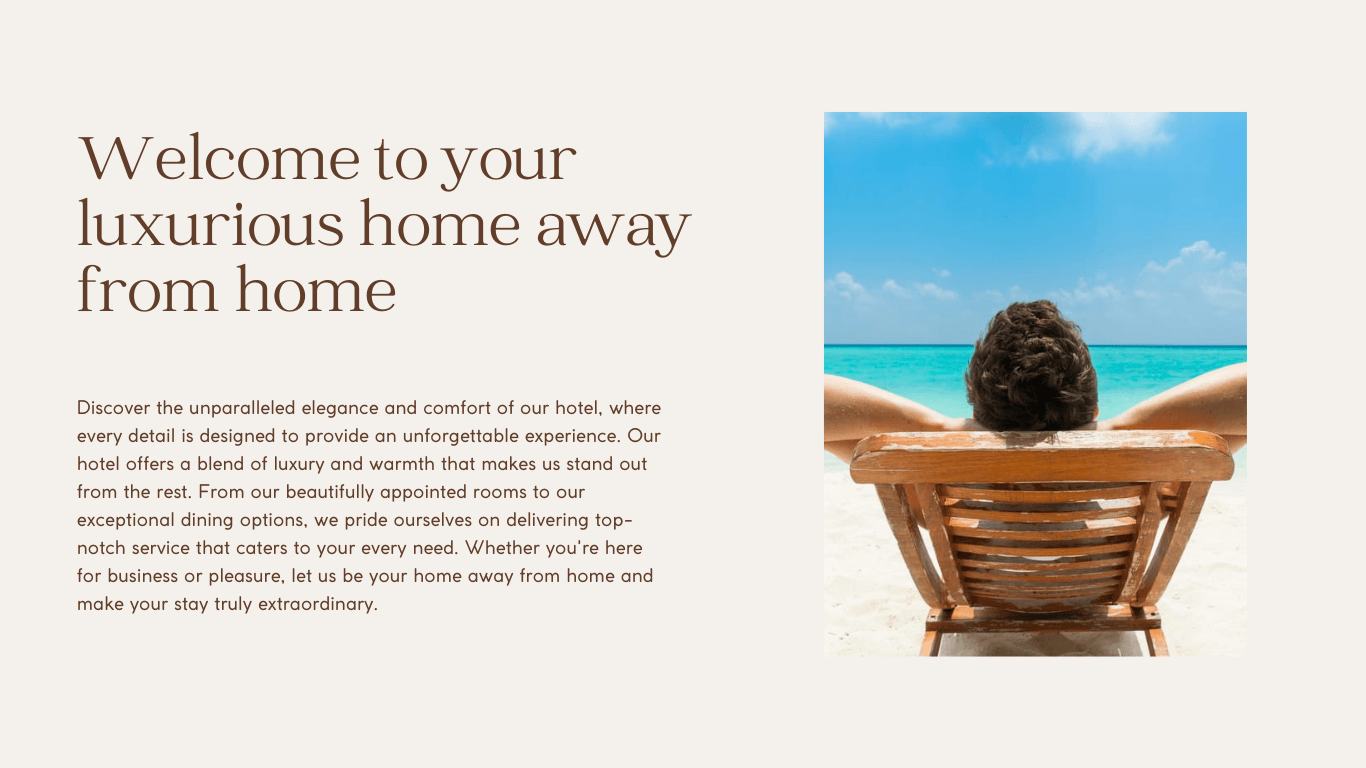 Welcome to your
luxurious home away
from home
Discover the unparalleled elegance and comfort of our hotel, where
every detail is designed to provide an unforgettable experience. Our
hotel offers a blend of luxury and warmth that makes us stand out
from the rest. From our beautifully appointed rooms to our
exceptional dining options, we pride ourselves on delivering top-
notch service that caters to your every need. Whether you're here
for business or pleasure, let us be your home away from home and
make your stay truly extraordinary.